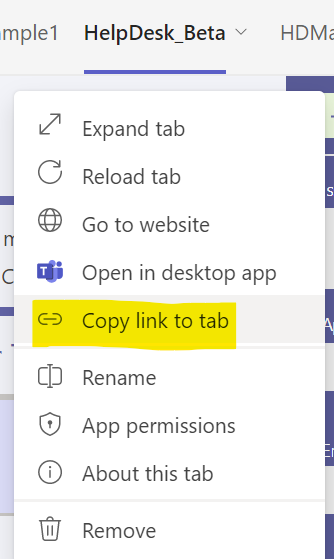 mple1 HelpDesk_Beta HDMa
Expand tab
Reload tab
Go to website
Open in desktop app
Copy link to tab
Rename
App permissions
About this tab
Remove